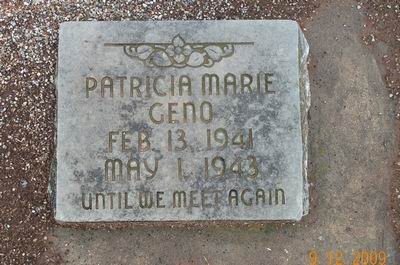 PATRICIA MARIE
GENO
FEB. 13, 1941
MAY 1, 1943
UNTIL WE MEET AGAIN
9.12.2009